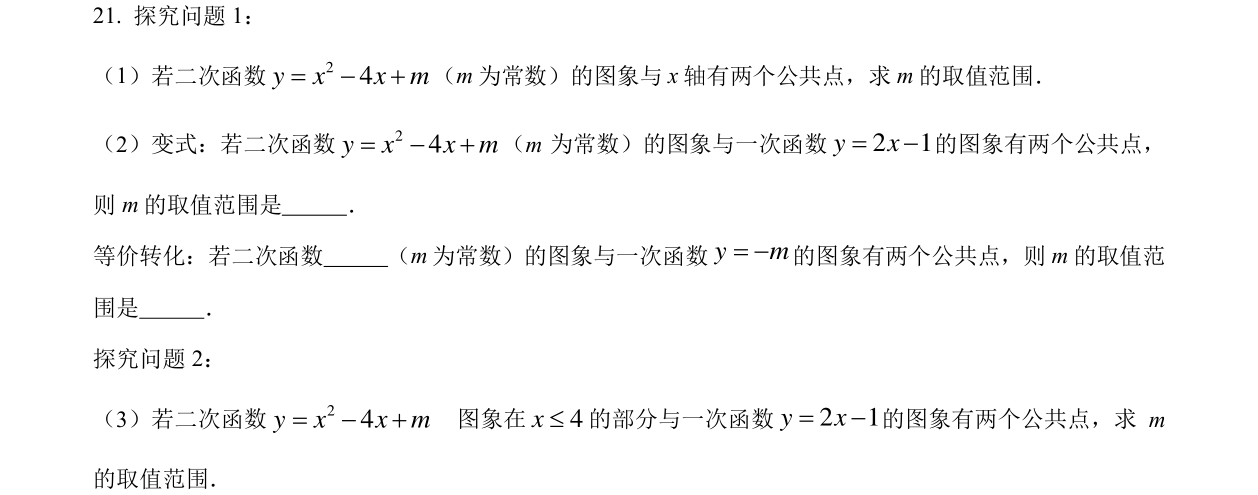 21. 探究问题 1：
（1）若二次函数 y = x² − 4x + m（m 为常数）的图象与 x 轴有两个公共点，求 m 的取值范围．
（2）变式：若二次函数 y = x² − 4x + m（m 为常数）的图象与一次函数 y = 2x − 1 的图象有两个公共点，
则 m 的取值范围是______．
等价转化：若二次函数______（m 为常数）的图象与一次函数 y = −m 的图象有两个公共点，则 m 的取值范
围是______．
探究问题 2：
（3）若二次函数 y = x² − 4x + m 图象在 x ≤ 4 的部分与一次函数 y = 2x − 1 的图象有两个公共点，求 m
的取值范围．